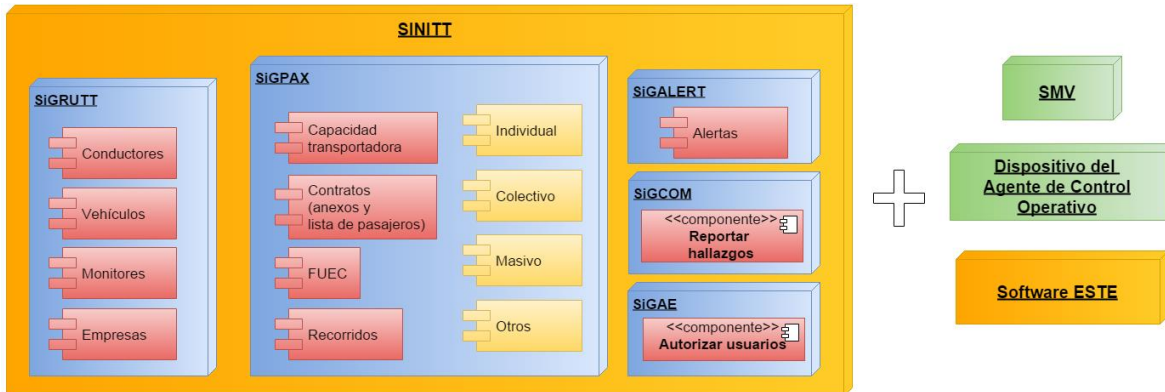 SINITT
SiGRUTT
Conductores
Vehículos
Monitores
Empresas
SiGPAX
Capacidad
transportadora
Contratos
(anexos y
lista de pasajeros)
FUEC
Recorridos
Individual
Colectivo
Masivo
Otros
SiGALERT
Alertas
SiGCOM
<<componente>>
Reportar
hallazgos
SiGAE
<<componente>>
Autorizar usuarios
SMV
Dispositivo del
Agente de Control
Operativo
Software ESTE